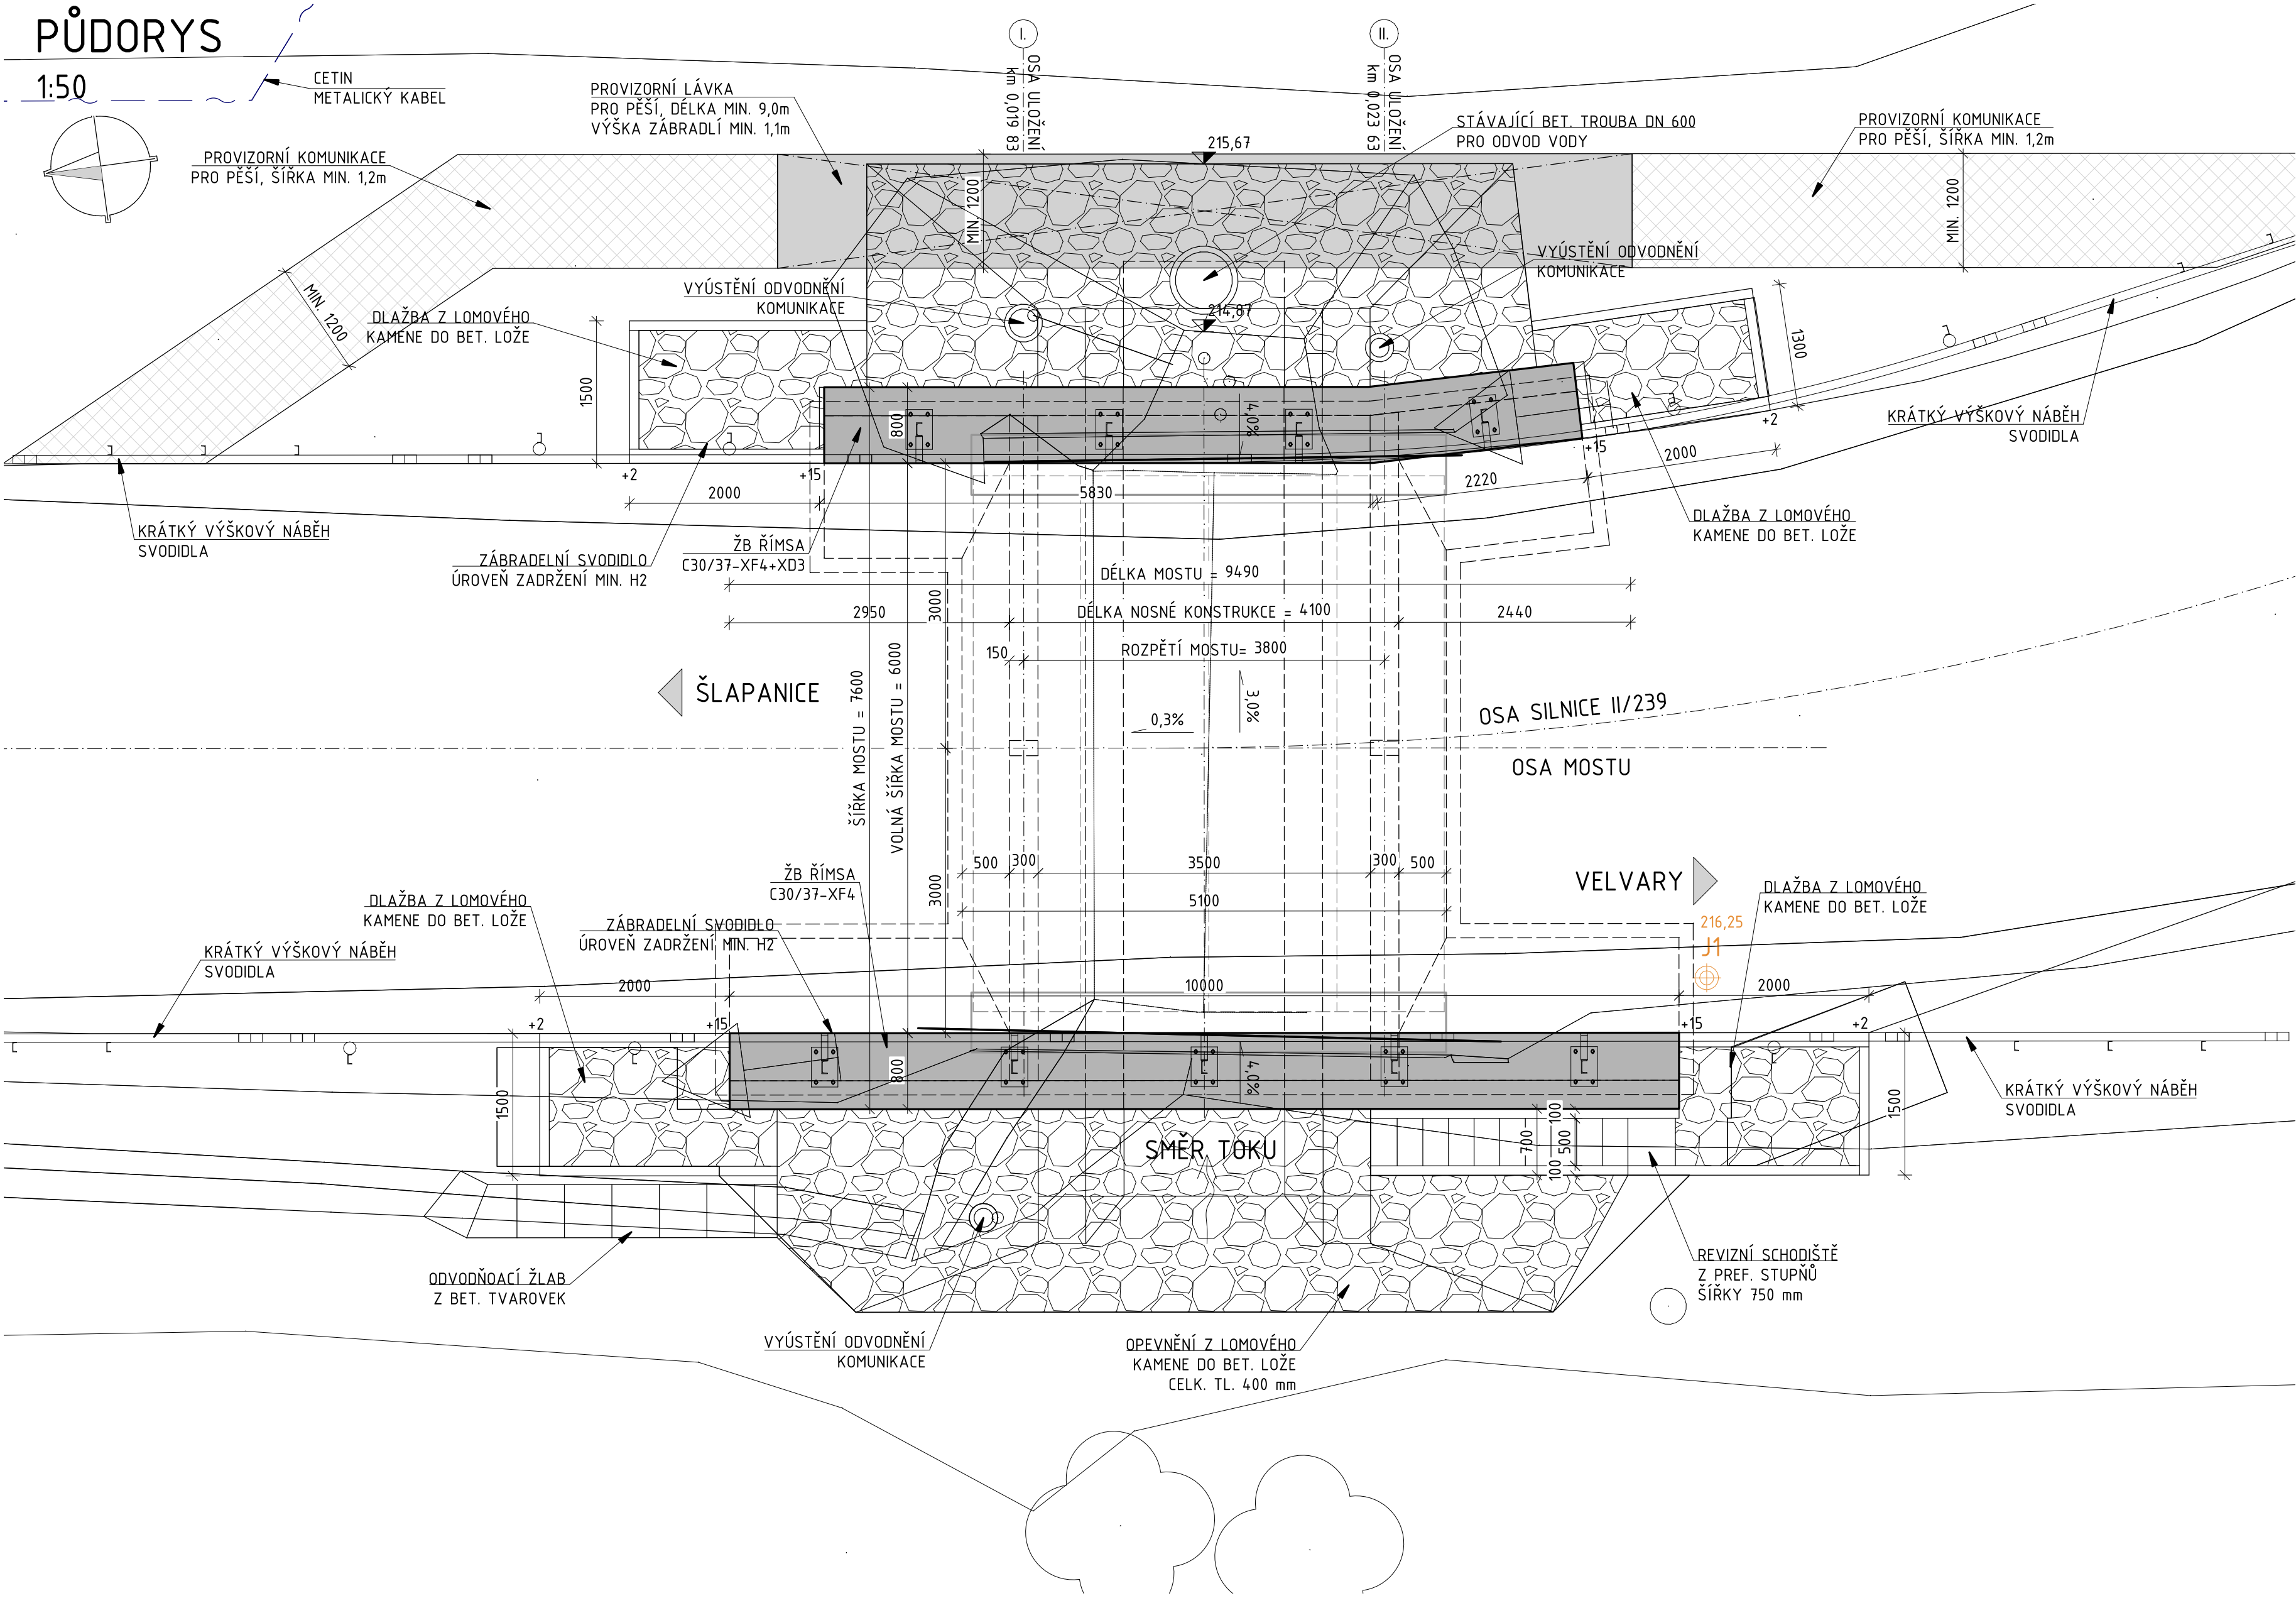 PŮDORYS
1:50
CETIN
METALICKÝ KABEL
PROVIZORNÍ KOMUNIKACE
PRO PĚŠÍ, ŠÍŘKA MIN. 1,2m
PROVIZORNÍ LÁVKA
PRO PĚŠÍ, DÉLKA MIN. 9,0m
VÝŠKA ZÁBRADLÍ MIN. 1,1m
I.
OSA ULOŽENÍ
km 0,019 83
II.
OSA ULOŽENÍ
km 0,023 63
215,67
STÁVAJÍCÍ BET. TROUBA DN 600
PRO ODVOD VODY
PROVIZORNÍ KOMUNIKACE
PRO PĚŠÍ, ŠÍŘKA MIN. 1,2m
MIN. 1200
MIN. 1200
MIN. 1200
VYÚSTĚNÍ ODVODNĚNÍ
KOMUNIKACE
VYÚSTĚNÍ ODVODNĚNÍ
KOMUNIKACE
214,87
DLAŽBA Z LOMOVÉHO
KAMENE DO BET. LOŽE
1500
800
4,0%
1300
KRÁTKÝ VÝŠKOVÝ NÁBĚH
SVODIDLA
+2
+15
+15
+2
2000
5830
2220
2000
KRÁTKÝ VÝŠKOVÝ NÁBĚH
SVODIDLA
ZÁBRADELNÍ SVODIDLO
ÚROVEŇ ZADRŽENÍ MIN. H2
ŽB ŘÍMSA
C30/37-XF4+XD3
DLAŽBA Z LOMOVÉHO
KAMENE DO BET. LOŽE
DÉLKA MOSTU = 9490
2950
DÉLKA NOSNÉ KONSTRUKCE = 4100
2440
3000
150
ROZPĚTÍ MOSTU= 3800
ŠLAPANICE
ŠÍŘKA MOSTU = 7600
VOLNÁ ŠÍŘKA MOSTU = 6000
0,3%
3,0%
OSA SILNICE II/239
OSA MOSTU
500
300
3500
300
500
5100
3000
VELVARY
216,25
J1
ŽB ŘÍMSA
C30/37-XF4
DLAŽBA Z LOMOVÉHO
KAMENE DO BET. LOŽE
ZÁBRADELNÍ SVODIDLO
ÚROVEŇ ZADRŽENÍ MIN. H2
KRÁTKÝ VÝŠKOVÝ NÁBĚH
SVODIDLA
DLAŽBA Z LOMOVÉHO
KAMENE DO BET. LOŽE
2000
10000
2000
+2
+15
+15
+2
1500
800
4,0%
1500
KRÁTKÝ VÝŠKOVÝ NÁBĚH
SVODIDLA
SMĚR TOKU
700
100
500
100
ODVODŇOACÍ ŽLAB
Z BET. TVAROVEK
REVIZNÍ SCHODIŠTĚ
Z PREF. STUPŇŮ
ŠÍŘKY 750 mm
VYÚSTĚNÍ ODVODNĚNÍ
KOMUNIKACE
OPEVNĚNÍ Z LOMOVÉHO
KAMENE DO BET. LOŽE
CELK. TL. 400 mm